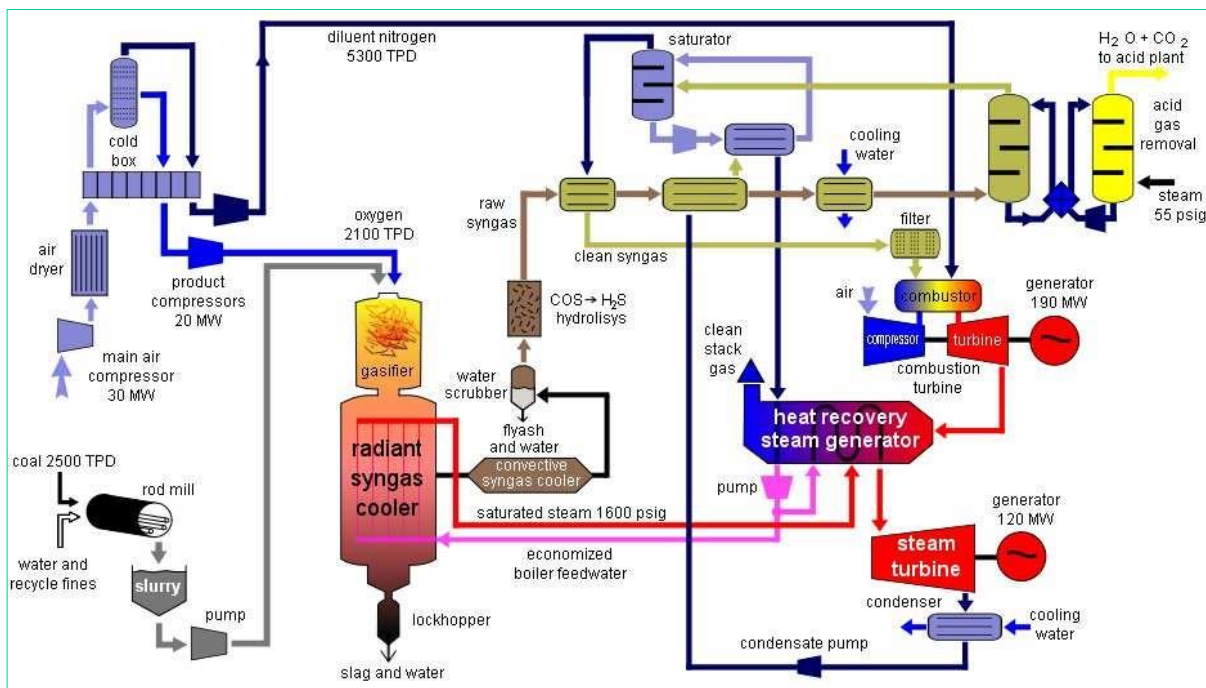 diluent nitrogen
5300 TPD
saturator
H2 O + CO2
to acid plant
acid
gas
removal
steam
55 psig
cooling
water
cold
box
raw
syngas
filter
clean syngas
oxygen
2100 TPD
air
dryer
product
compressors
20 MW
COS→ H2S
hydrolisys
air
combustor
generator
190 MW
compressor
turbine
combustion
turbine
clean
stack
gas
gasifier
water
scrubber
main air
compressor
30 MW
flyash
and water
heat recovery
steam generator
radiant
syngas
cooler
convective
syngas cooler
coal 2500 TPD
rod mill
pump
saturated steam 1600 psig
generator
120 MW
economized
boiler feedwater
steam
turbine
water and
recycle fines
slurry
pump
lockhopper
condenser
cooling
water
condensate pump
slag and water